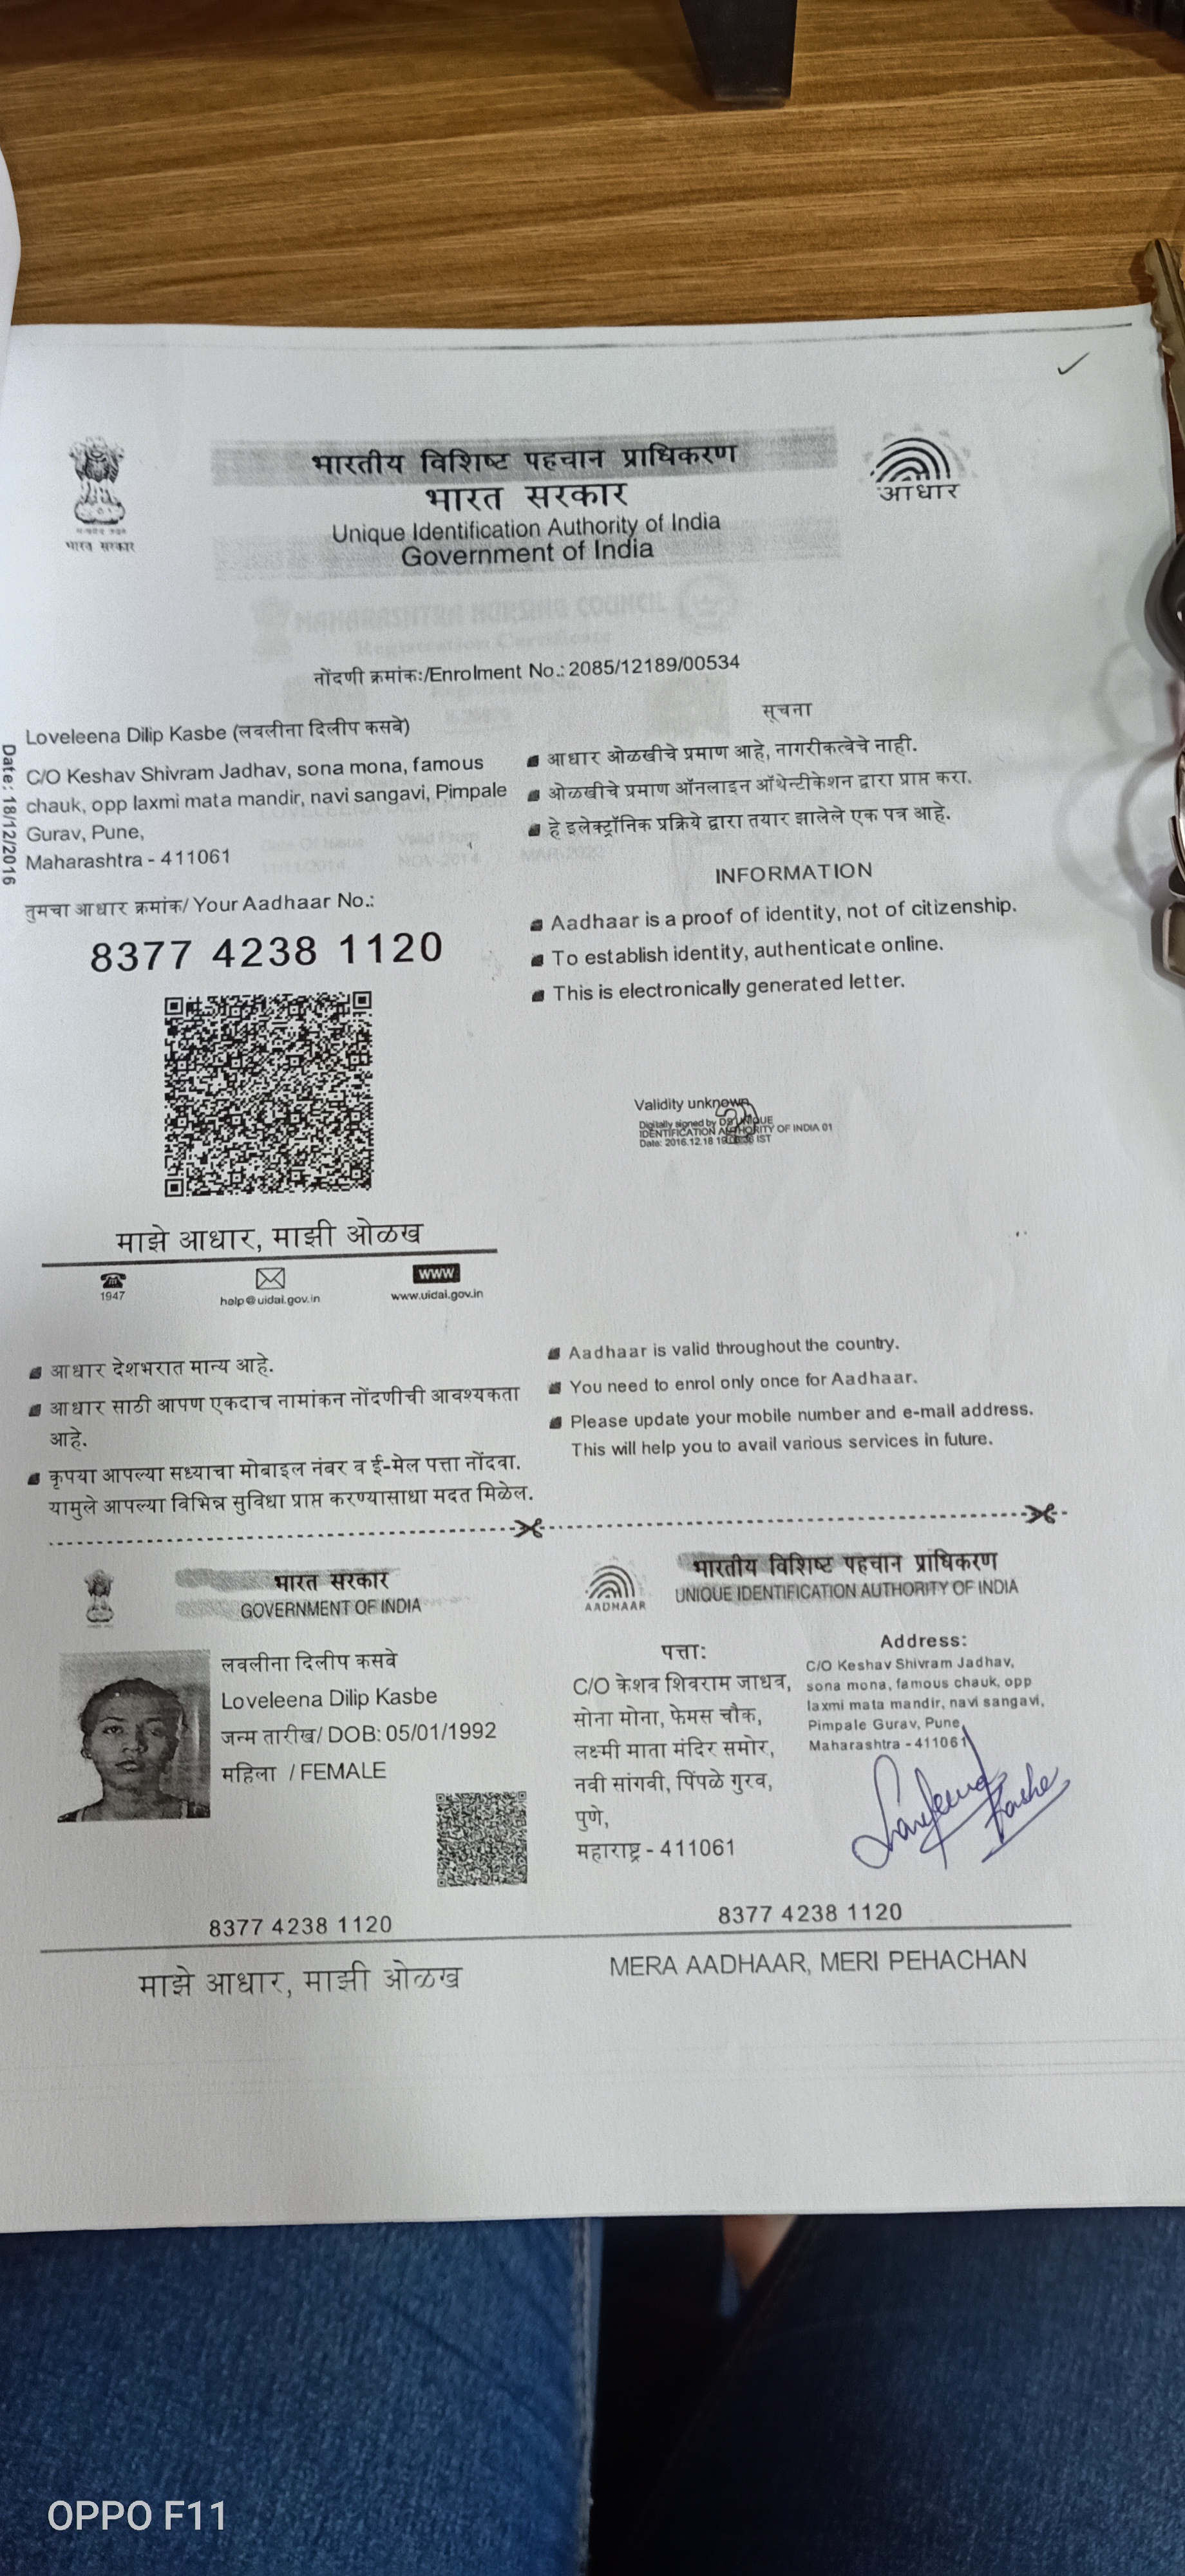 भारतीय विशिष्ट पहचान प्राधिकरण
भारत सरकार
Unique Identification Authority of India
Government of India
भारत सरकार
आधार
MAHARASHTRA NURSING COUNCIL
Registration Certificate
नोंदणी क्रमांक:/Enrolment No.: 2085/12189/00534
Date: 18/12/2016
Loveleena Dilip Kasbe (लवलीना दिलीप कसबे)
C/O Keshav Shivram Jadhav, sona mona, famous
chauk, opp laxmi mata mandir, navi sangavi, Pimpale
Gurav, Pune,
Maharashtra - 411061
तुमचा आधार क्रमांक/ Your Aadhaar No.:
8377 4238 1120
सूचना
आधार ओळखीचे प्रमाण आहे, नागरीकत्वेचे नाही.
ओळखीचे प्रमाण ऑनलाइन ऑथेन्टीकेशन द्वारा प्राप्त करा.
हे इलेक्ट्रॉनिक प्रक्रिये द्वारा तयार झालेले एक पत्र आहे.
INFORMATION
Aadhaar is a proof of identity, not of citizenship.
To establish identity, authenticate online.
This is electronically generated letter.
Validity unknown
Digitally signed by DS UNIQUE
IDENTIFICATION AUTHORITY OF INDIA 01
Date: 2016.12.18 IST
माझे आधार, माझी ओळख
1947
help@uidai.gov.in
www
www.uidai.gov.in
आधार देशभरात मान्य आहे.
आधार साठी आपण एकदाच नामांकन नोंदणीची आवश्यकता
आहे.
कृपया आपल्या सध्याचा मोबाइल नंबर व ई-मेल पत्ता नोंदवा.
यामुले आपल्या विभिन्न सुविधा प्राप्त करण्यासाधा मदत मिळेल.
Aadhaar is valid throughout the country.
You need to enrol only once for Aadhaar.
Please update your mobile number and e-mail address.
This will help you to avail various services in future.
भारत सरकार
GOVERNMENT OF INDIA
लवलीना दिलीप कसबे
Loveleena Dilip Kasbe
जन्म तारीख/ DOB: 05/01/1992
महिला / FEMALE
8377 4238 1120
माझे आधार, माझी ओळख
AADHAAR
भारतीय विशिष्ट पहचान प्राधिकरण
UNIQUE IDENTIFICATION AUTHORITY OF INDIA
पत्ता:
C/O केशव शिवराम जाधव,
सोना मोना, फेमस चौक,
लक्ष्मी माता मंदिर समोर,
नवी सांगवी, पिंपळे गुरव,
पुणे,
महाराष्ट्र - 411061
Address:
C/O Keshav Shivram Jadhav,
sona mona, famous chauk, opp
laxmi mata mandir, navi sangavi,
Pimpale Gurav, Pune,
Maharashtra - 411061
Loveleena Kasbe
8377 4238 1120
MERA AADHAAR, MERI PEHACHAN
OPPO F11